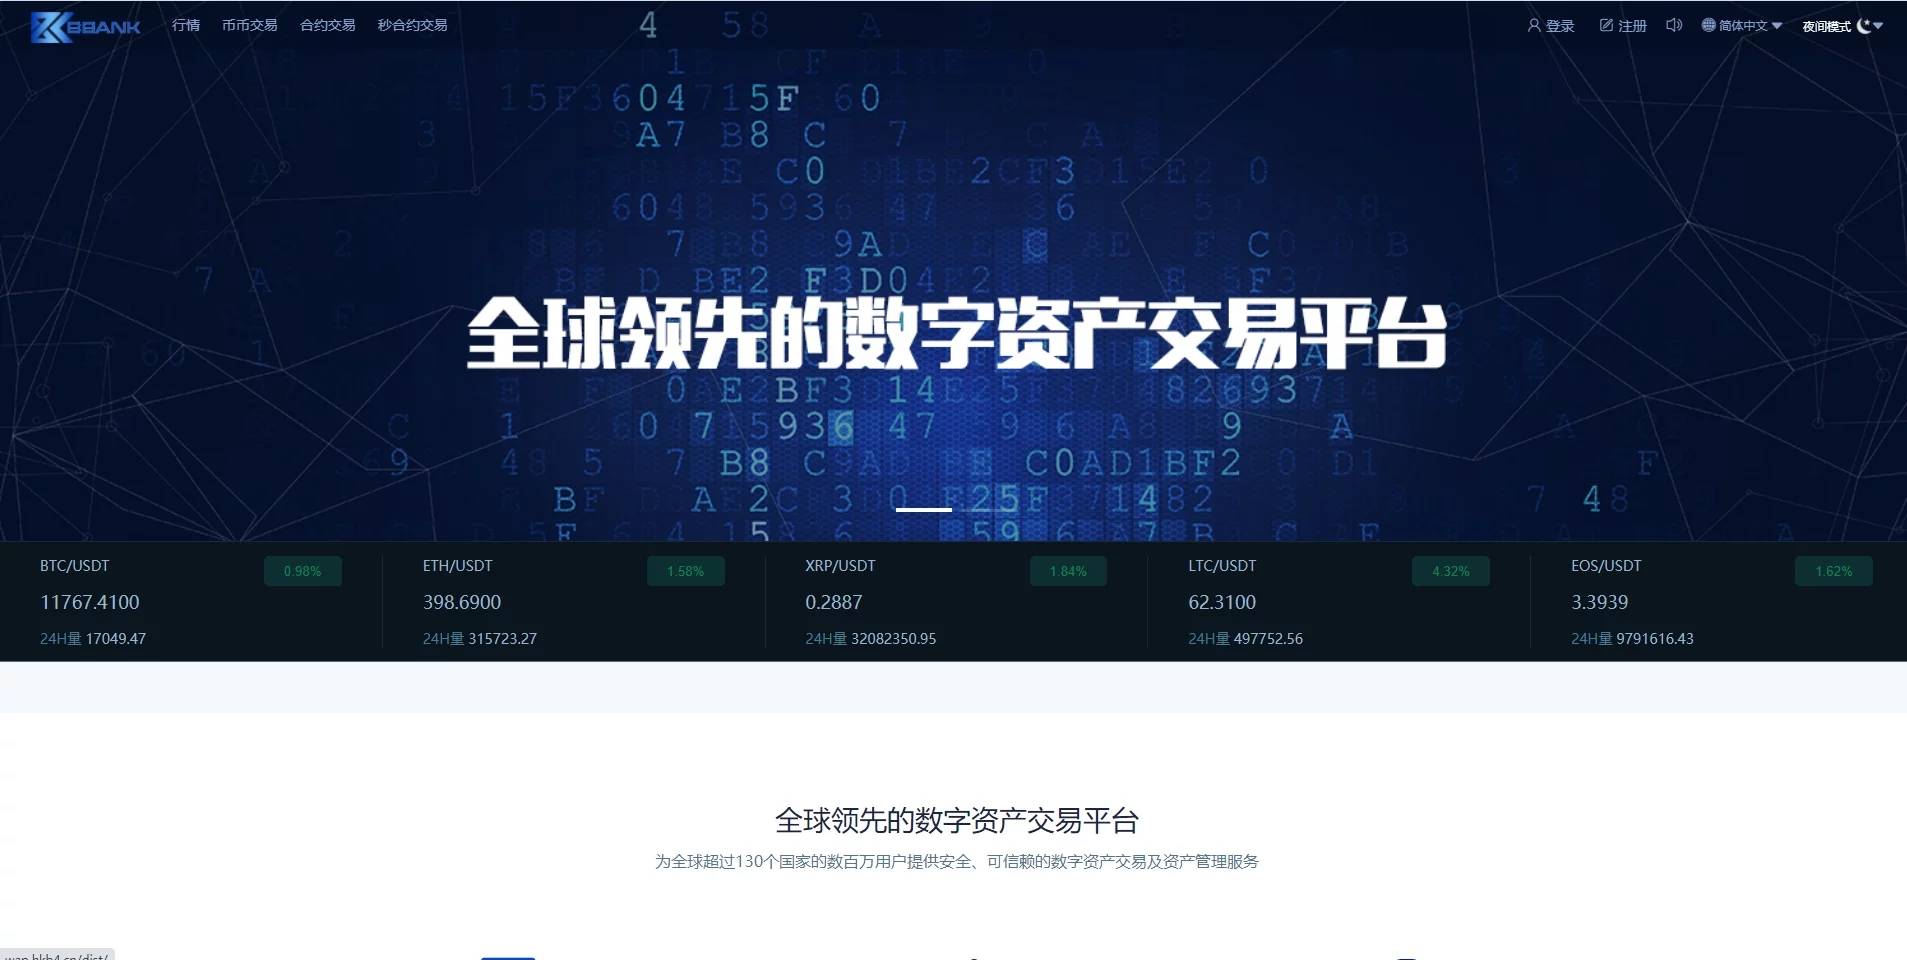 BBANK
行情 币币交易 合约交易 秒合约交易
登录 注册 简体中文 夜间模式
全球领先的数字资产交易平台
BTC/USDT 0.98%
11767.4100
24H量 17049.47
ETH/USDT 1.58%
398.6900
24H量 315723.27
XRP/USDT 1.84%
0.2887
24H量 32082350.95
LTC/USDT 4.32%
62.3100
24H量 497752.56
EOS/USDT 1.62%
3.3939
24H量 9791616.43
全球领先的数字资产交易平台
为全球超过130个国家的数百万用户提供安全、可信赖的数字资产交易及资产管理服务